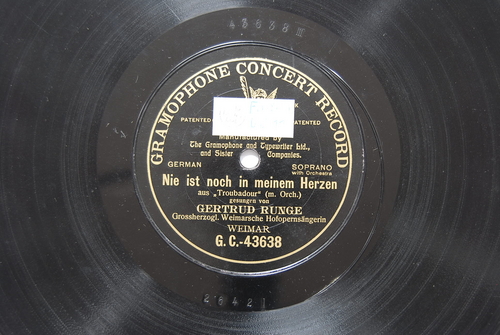 43638 II
GRAMOPHONE CONCERT RECORD
PATENTED PATENTED
Manufactured by
The Gramophone and Typewriter Ltd.,
and Sister Companies.
GERMAN SOPRANO
with Orchestra
Nie ist noch in meinem Herzen
aus „Troubadour" (m. Orch.)
gesungen von
GERTRUD RUNGE
Grossherzogl. Weimarsche Hofopernsängerin
WEIMAR
G.C.-43638